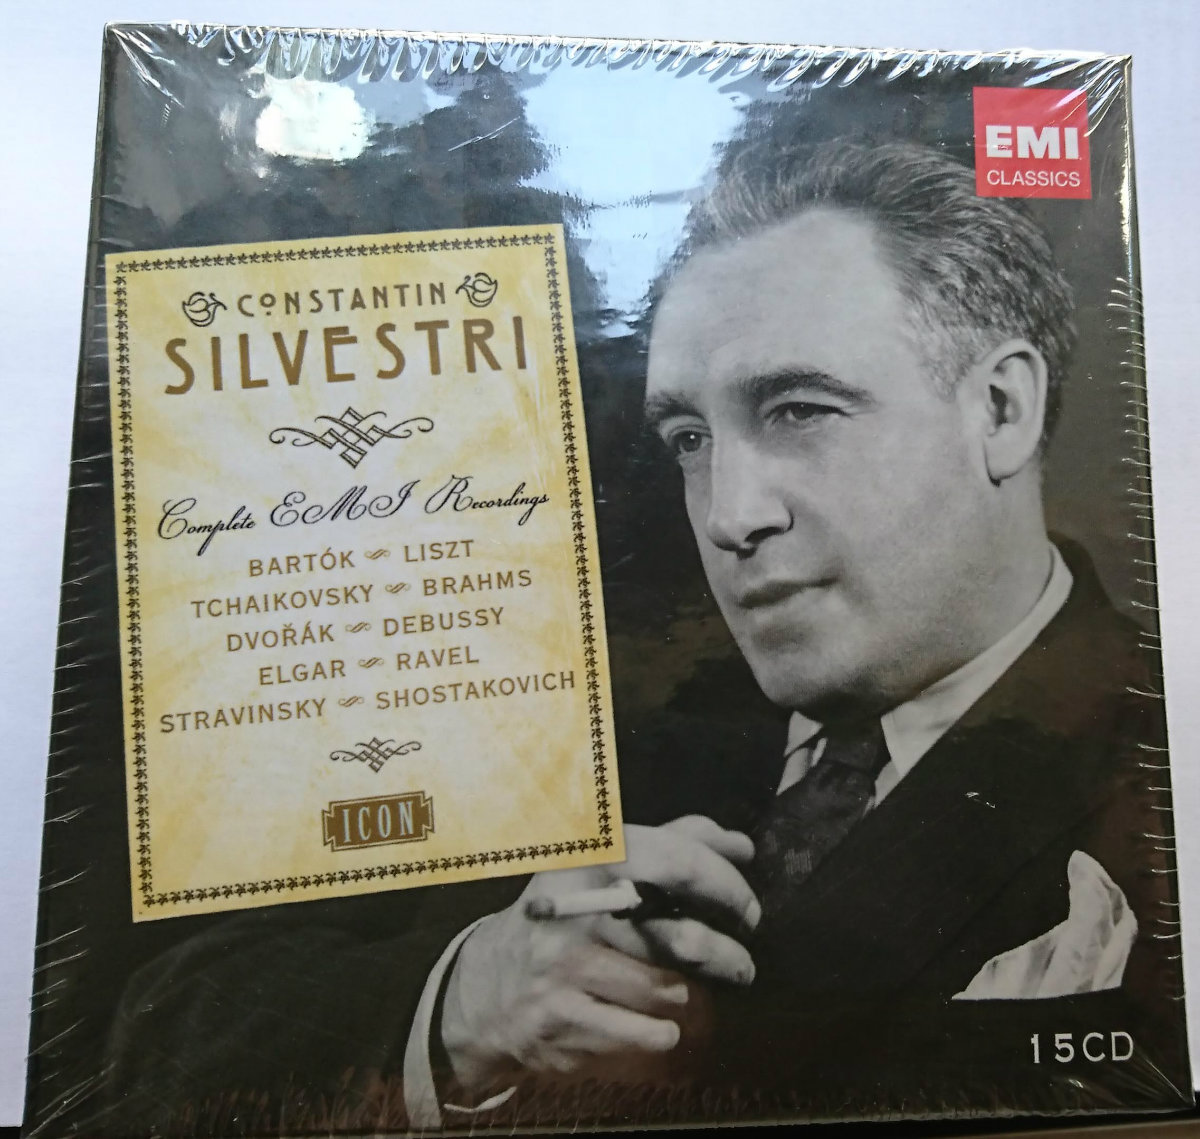 EMI
CLASSICS
CONSTANTIN
SILVESTRI
Complete EMI Recordings
BARTÓK LISZT
TCHAIKOVSKY BRAHMS
DVOŘÁK DEBUSSY
ELGAR RAVEL
STRAVINSKY SHOSTAKOVICH
ICON
15CD